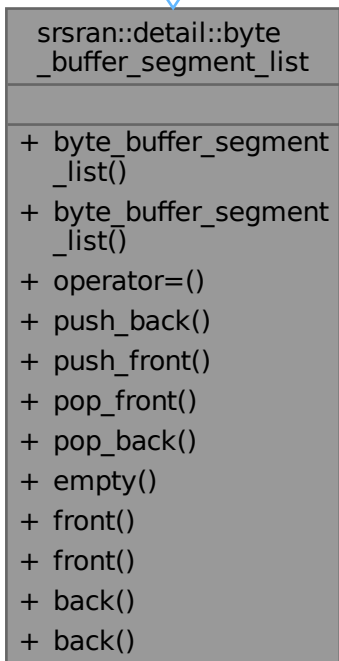 srsran::detail::byte
_buffer_segment_list
+ byte_buffer_segment
_list()
+ byte_buffer_segment
_list()
+ operator=()
+ push_back()
+ push_front()
+ pop_front()
+ pop_back()
+ empty()
+ front()
+ front()
+ back()
+ back()